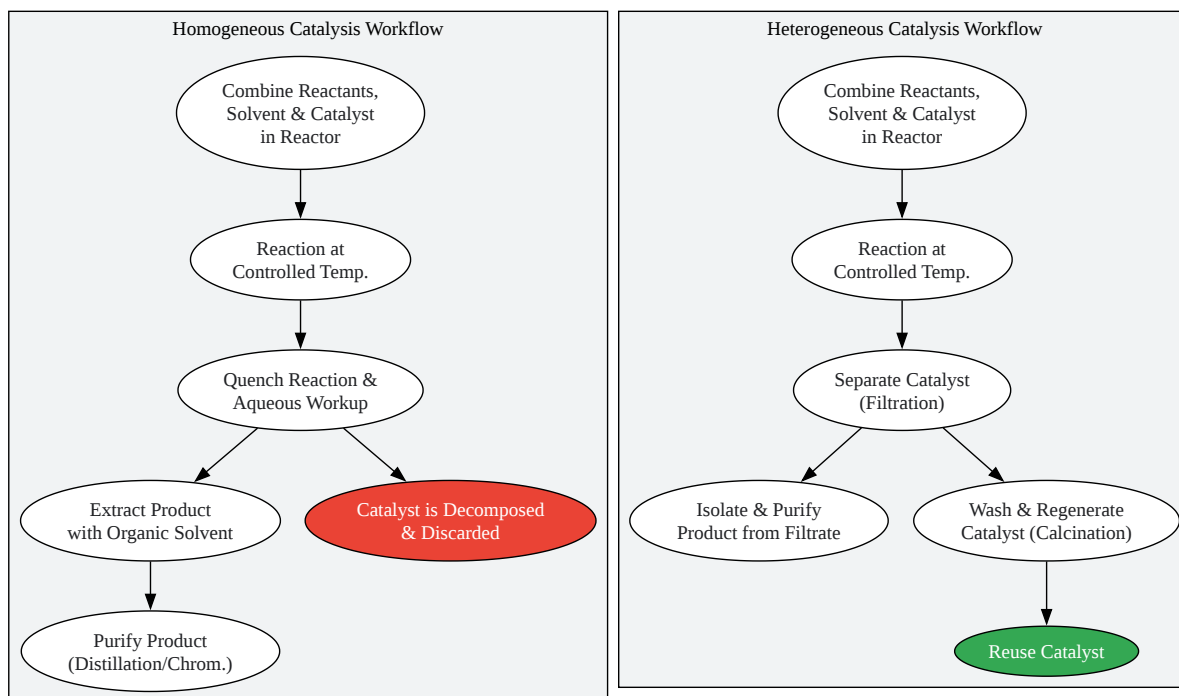 Homogeneous Catalysis Workflow
Combine Reactants,
Solvent & Catalyst
in Reactor
Reaction at
Controlled Temp.
Quench Reaction &
Aqueous Workup
Extract Product
with Organic Solvent
Catalyst is Decomposed
& Discarded
Purify Product
(Distillation/Chrom.)
Heterogeneous Catalysis Workflow
Combine Reactants,
Solvent & Catalyst
in Reactor
Reaction at
Controlled Temp.
Separate Catalyst
(Filtration)
Isolate & Purify
Product from Filtrate
Wash & Regenerate
Catalyst (Calcination)
Reuse Catalyst